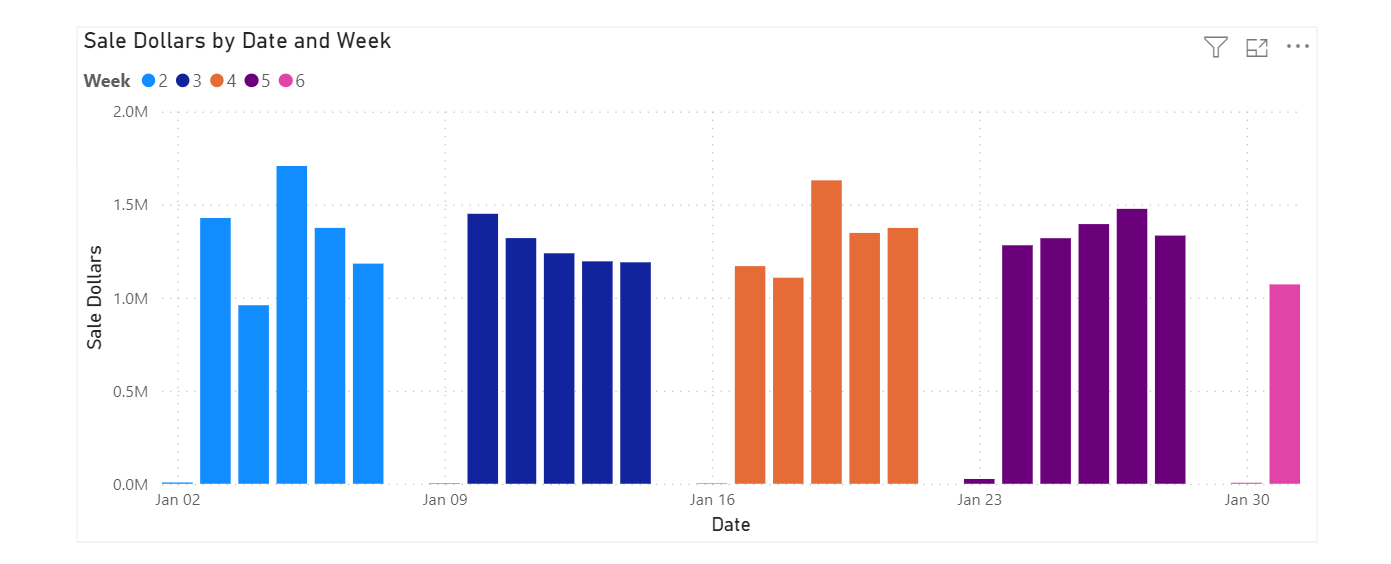 Sale Dollars by Date and Week
Week 2 3 4 5 6
2.0M
1.5M
1.0M
0.5M
0.0M
Sale Dollars
Jan 02 Jan 09 Jan 16 Jan 23 Jan 30
Date